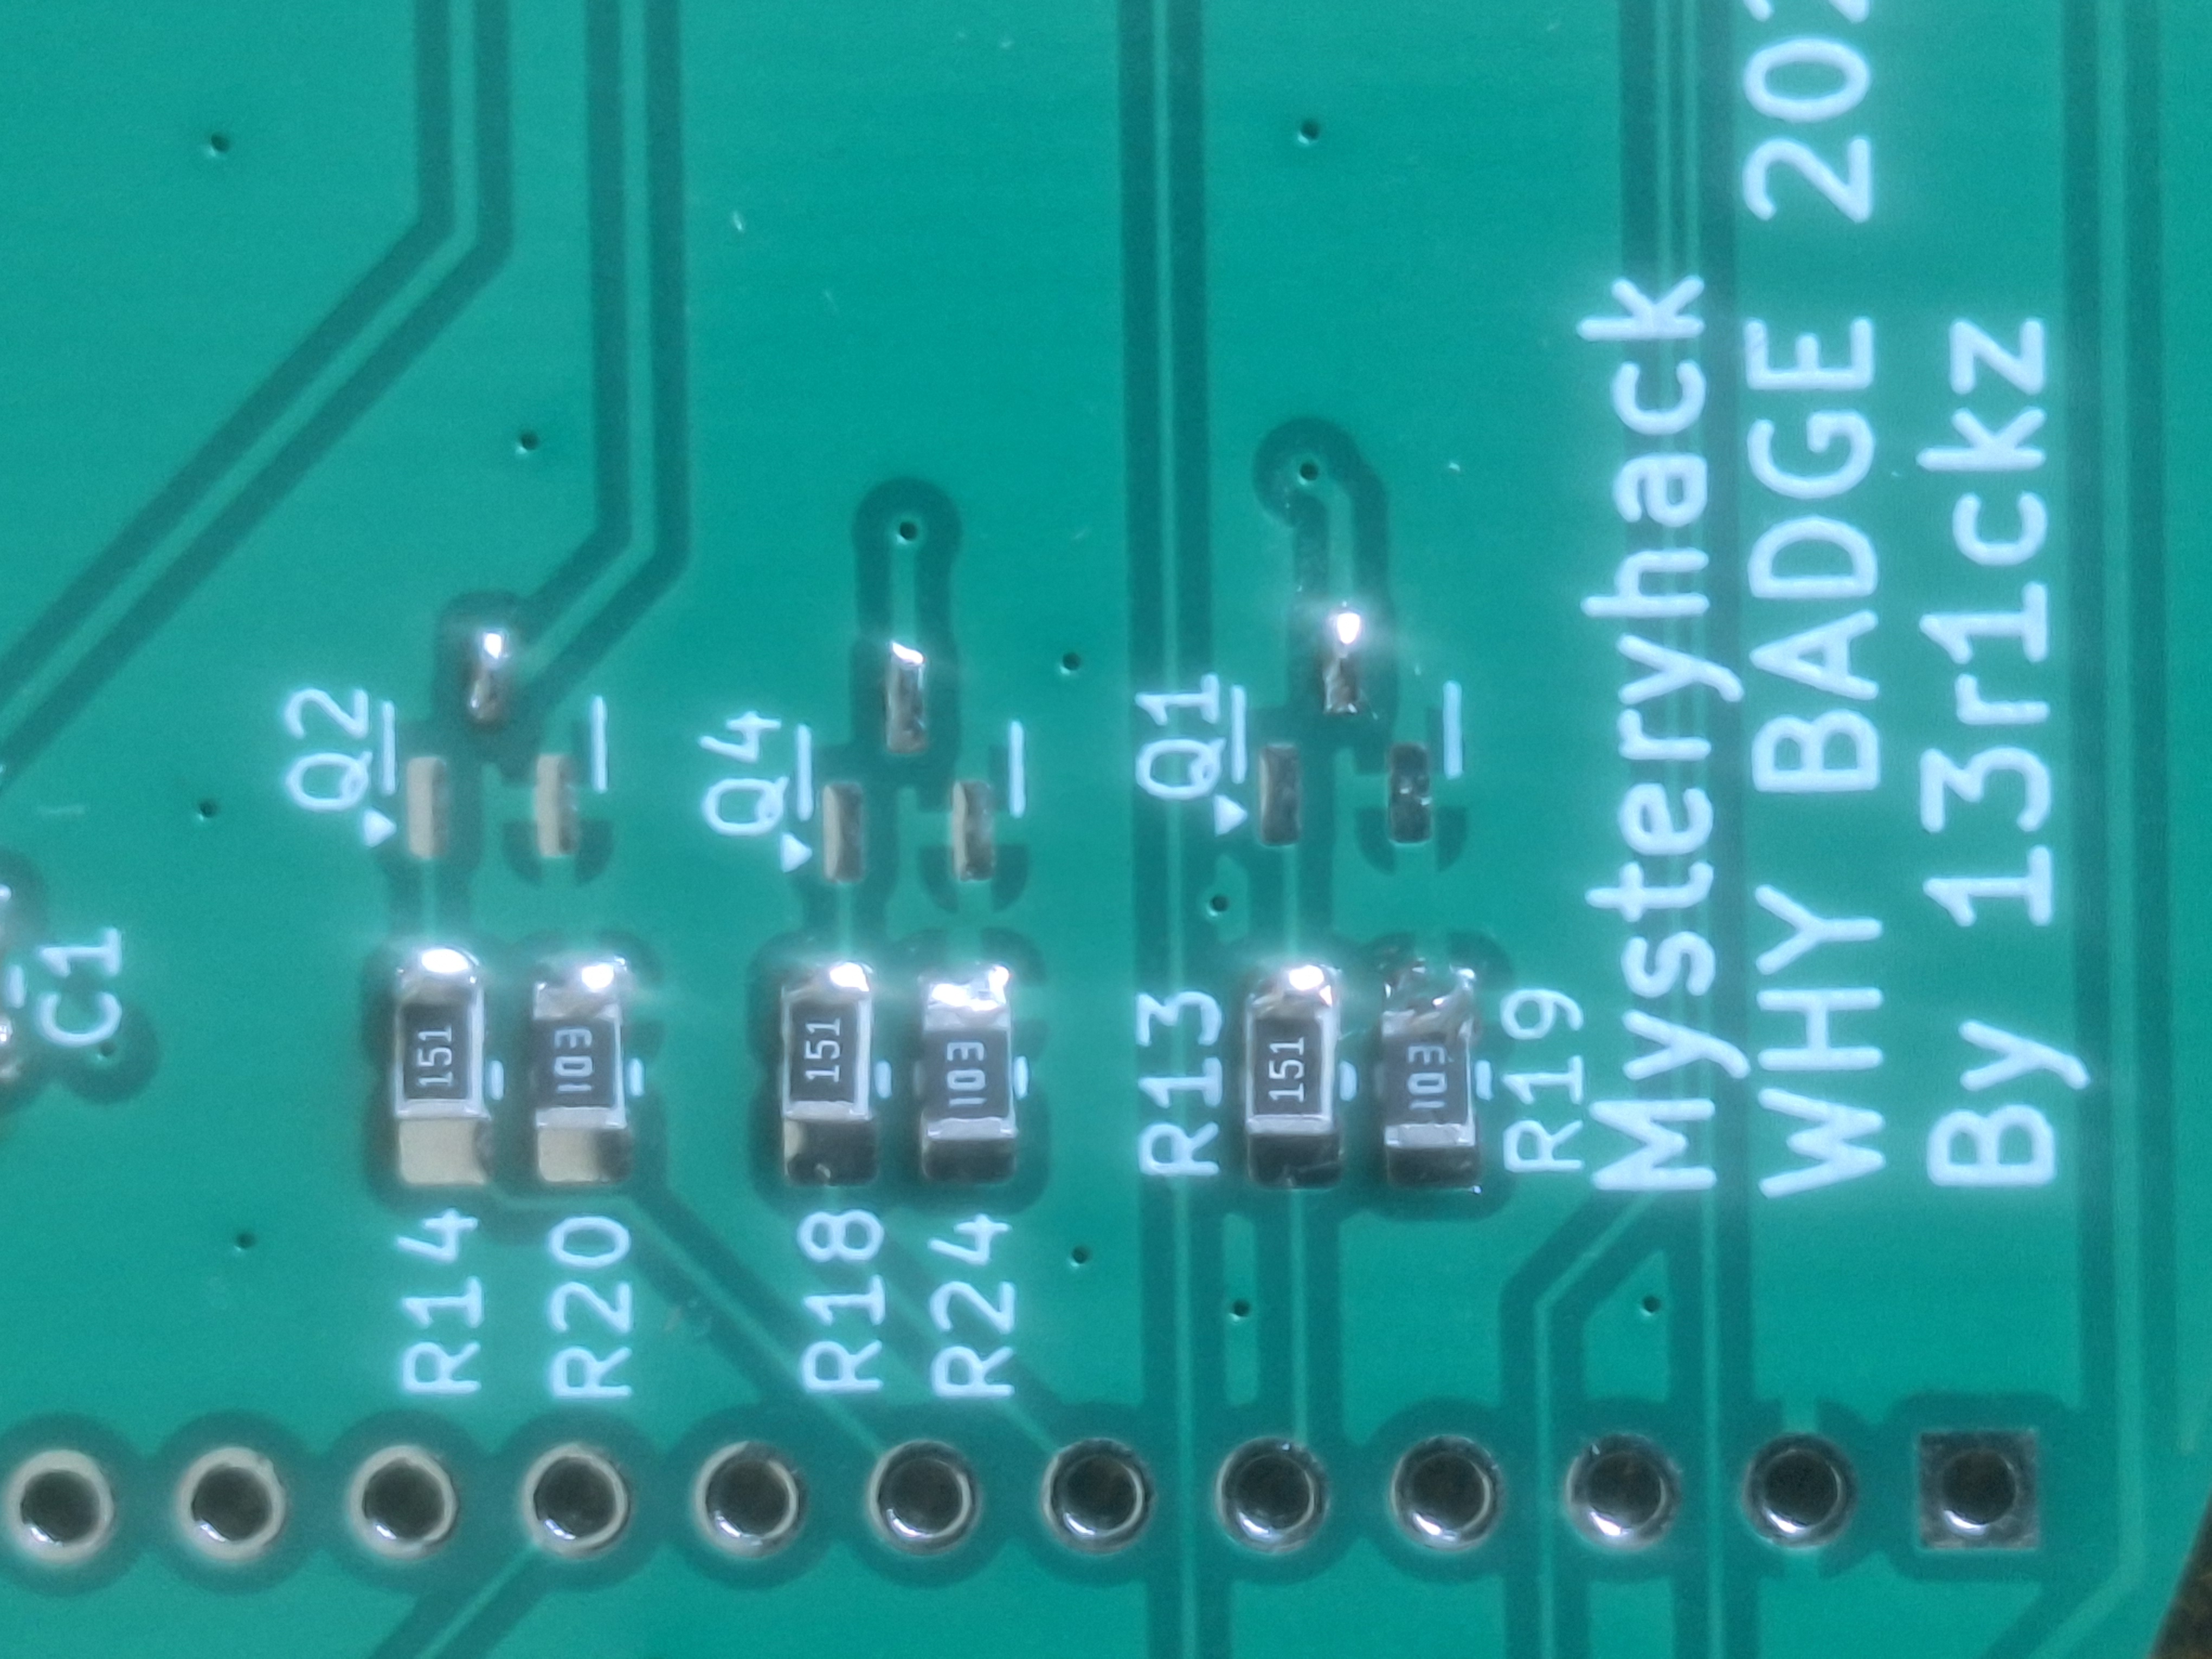 C1
Q2
R14 151
R20 103
Q4
R18 151
R24 103
R13 Q1
151
103
R19
Mysteryhack
WHY BADGE
By 13r1ckz